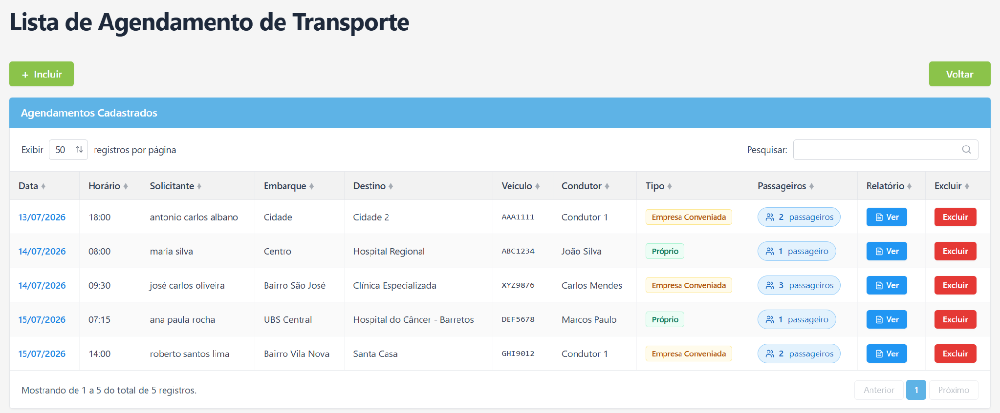 Lista de Agendamento de Transporte
+ Incluir
Voltar
Agendamentos Cadastrados
Exibir 50 registros por página
Pesquisar:
Data Horário Solicitante Embarque Destino Veículo Condutor Tipo Passageiros Relatório Excluir
13/07/2026 18:00 antonio carlos albano Cidade Cidade 2 AAA1111 Condutor 1 Empresa Conveniada 2 passageiros Ver Excluir
14/07/2026 08:00 maria silva Centro Hospital Regional ABC1234 João Silva Próprio 1 passageiro Ver Excluir
14/07/2026 09:30 josé carlos oliveira Bairro São José Clínica Especializada XYZ9876 Carlos Mendes Empresa Conveniada 3 passageiros Ver Excluir
15/07/2026 07:15 ana paula rocha UBS Central Hospital do Câncer - Barretos DEF5678 Marcos Paulo Próprio 1 passageiro Ver Excluir
15/07/2026 14:00 roberto santos lima Bairro Vila Nova Santa Casa GHI9012 Condutor 1 Empresa Conveniada 2 passageiros Ver Excluir
Mostrando de 1 a 5 do total de 5 registros.
Anterior 1 Próximo